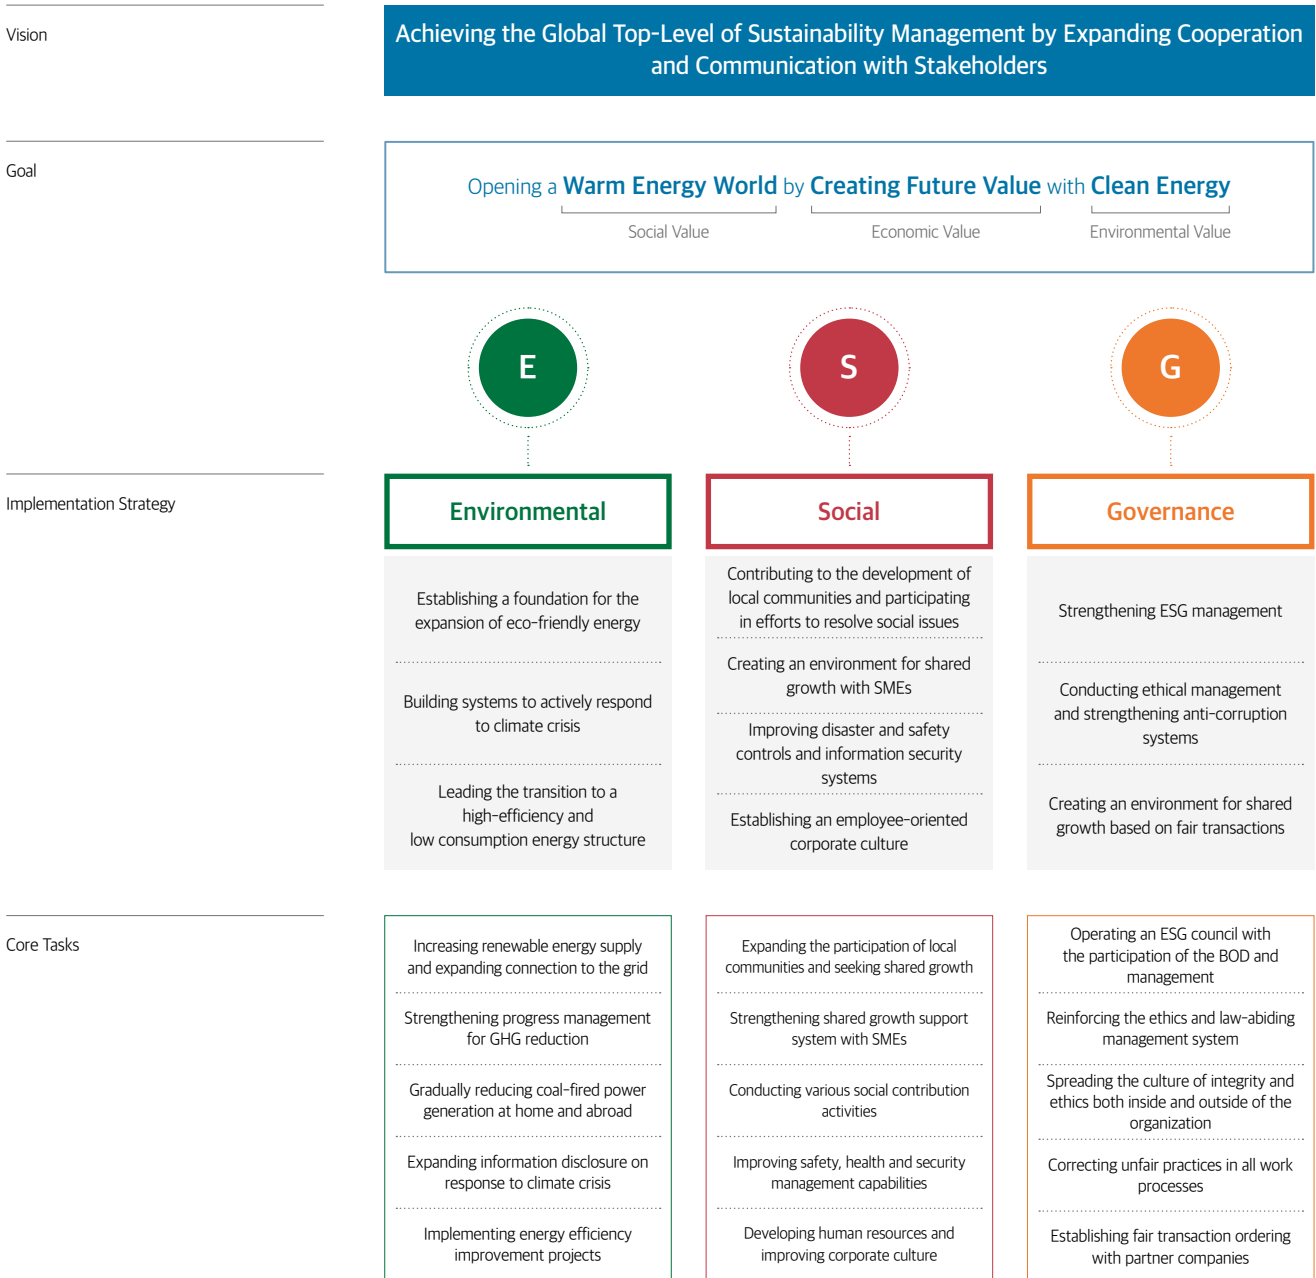 Vision
Achieving the Global Top-Level of Sustainability Management by Expanding Cooperation
and Communication with Stakeholders
Goal
Opening a Warm Energy World by Creating Future Value with Clean Energy
Social Value
Economic Value
Environmental Value
E
S
G
Implementation Strategy
Environmental
Establishing a foundation for the
expansion of eco-friendly energy
Building systems to actively respond
to climate crisis
Leading the transition to a
high-efficiency and
low consumption energy structure
Social
Contributing to the development of
local communities and participating
in efforts to resolve social issues
Creating an environment for shared
growth with SMEs
Improving disaster and safety
controls and information security
systems
Establishing an employee-oriented
corporate culture
Governance
Strengthening ESG management
Conducting ethical management
and strengthening anti-corruption
systems
Creating an environment for shared
growth based on fair transactions
Core Tasks
Increasing renewable energy supply
and expanding connection to the grid
Strengthening progress management
for GHG reduction
Gradually reducing coal-fired power
generation at home and abroad
Expanding information disclosure on
response to climate crisis
Implementing energy efficiency
improvement projects
Expanding the participation of local
communities and seeking shared growth
Strengthening shared growth support
system with SMEs
Conducting various social contribution
activities
Improving safety, health and security
management capabilities
Developing human resources and
improving corporate culture
Operating an ESG council with
the participation of the BOD and
management
Reinforcing the ethics and law-abiding
management system
Spreading the culture of integrity and
ethics both inside and outside of the
organization
Correcting unfair practices in all work
processes
Establishing fair transaction ordering
with partner companies